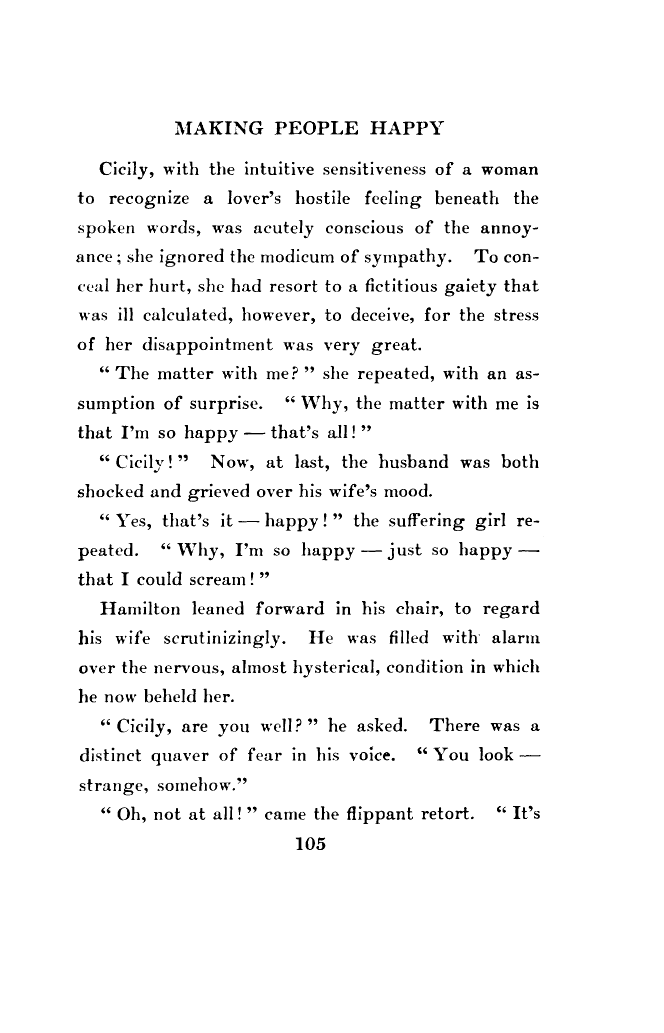 MAKING PEOPLE HAPPY
Cicily, with the intuitive sensitiveness of a woman
to recognize a lover's hostile feeling beneath the
spoken words, was acutely conscious of the annoy-
ance; she ignored the modicum of sympathy. To con-
ceal her hurt, she had resort to a fictitious gaiety that
was ill calculated, however, to deceive, for the stress
of her disappointment was very great.
“ The matter with me? ” she repeated, with an as-
sumption of surprise. “ Why, the matter with me is
that I'm so happy — that's all! ”
“ Cicily! ” Now, at last, the husband was both
shocked and grieved over his wife's mood.
“ Yes, that's it — happy! ” the suffering girl re-
peated. “ Why, I'm so happy — just so happy —
that I could scream! ”
Hamilton leaned forward in his chair, to regard
his wife scrutinizingly. He was filled with alarm
over the nervous, almost hysterical, condition in which
he now beheld her.
“ Cicily, are you well? ” he asked. There was a
distinct quaver of fear in his voice. “ You look —
strange, somehow.”
“ Oh, not at all! ” came the flippant retort. “ It's
105